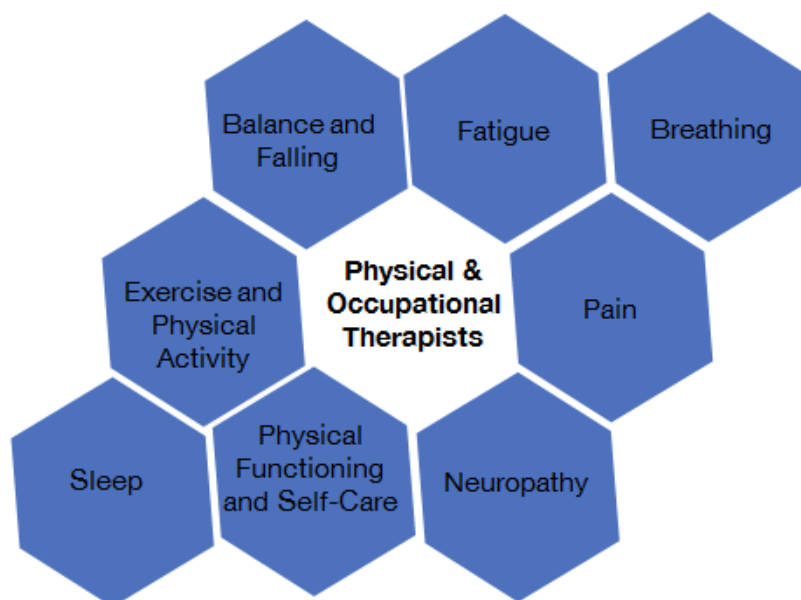 Balance and
Falling
Fatigue
Breathing
Exercise and
Physical
Activity
Physical &
Occupational
Therapists
Pain
Sleep
Physical
Functioning
and Self-Care
Neuropathy